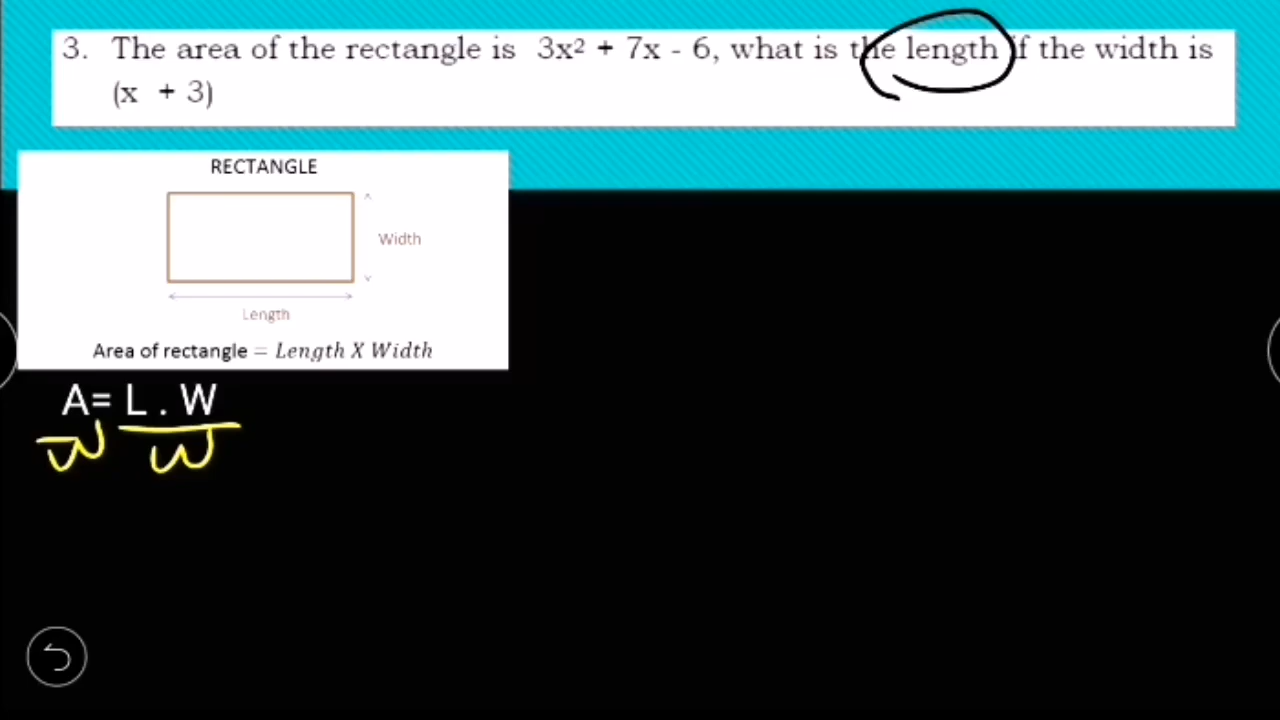 3. The area of the rectangle is 3x² + 7x - 6, what is the length if the width is
(x + 3)
RECTANGLE
Width
Length
Area of rectangle = Length X Width
A= L . W
W W